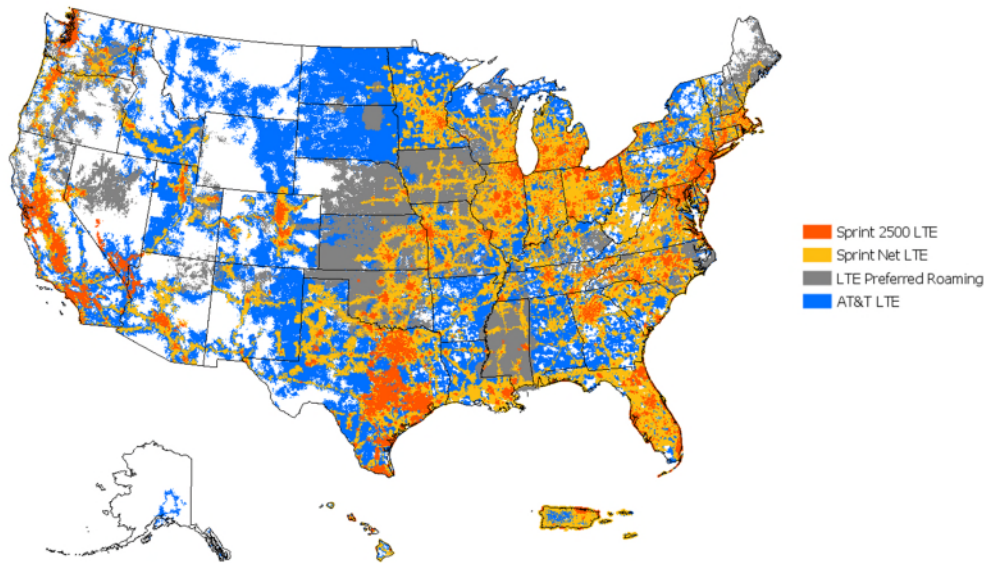 Sprint 2500 LTE
Sprint Net LTE
LTE Preferred Roaming
AT&T LTE